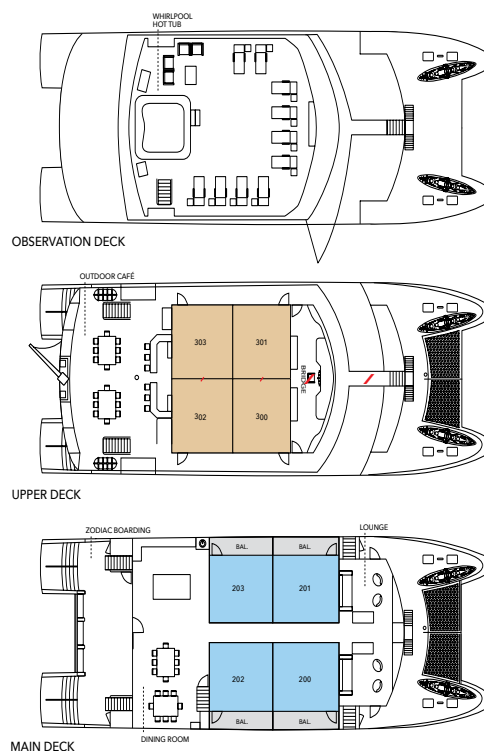 WHIRLPOOL
HOT TUB
OBSERVATION DECK
OUTDOOR CAFÉ
303
301
BRIDGE
302
300
UPPER DECK
ZODIAC BOARDING
LOUNGE
BAL.
BAL.
203
201
202
200
BAL.
BAL.
DINING ROOM
MAIN DECK